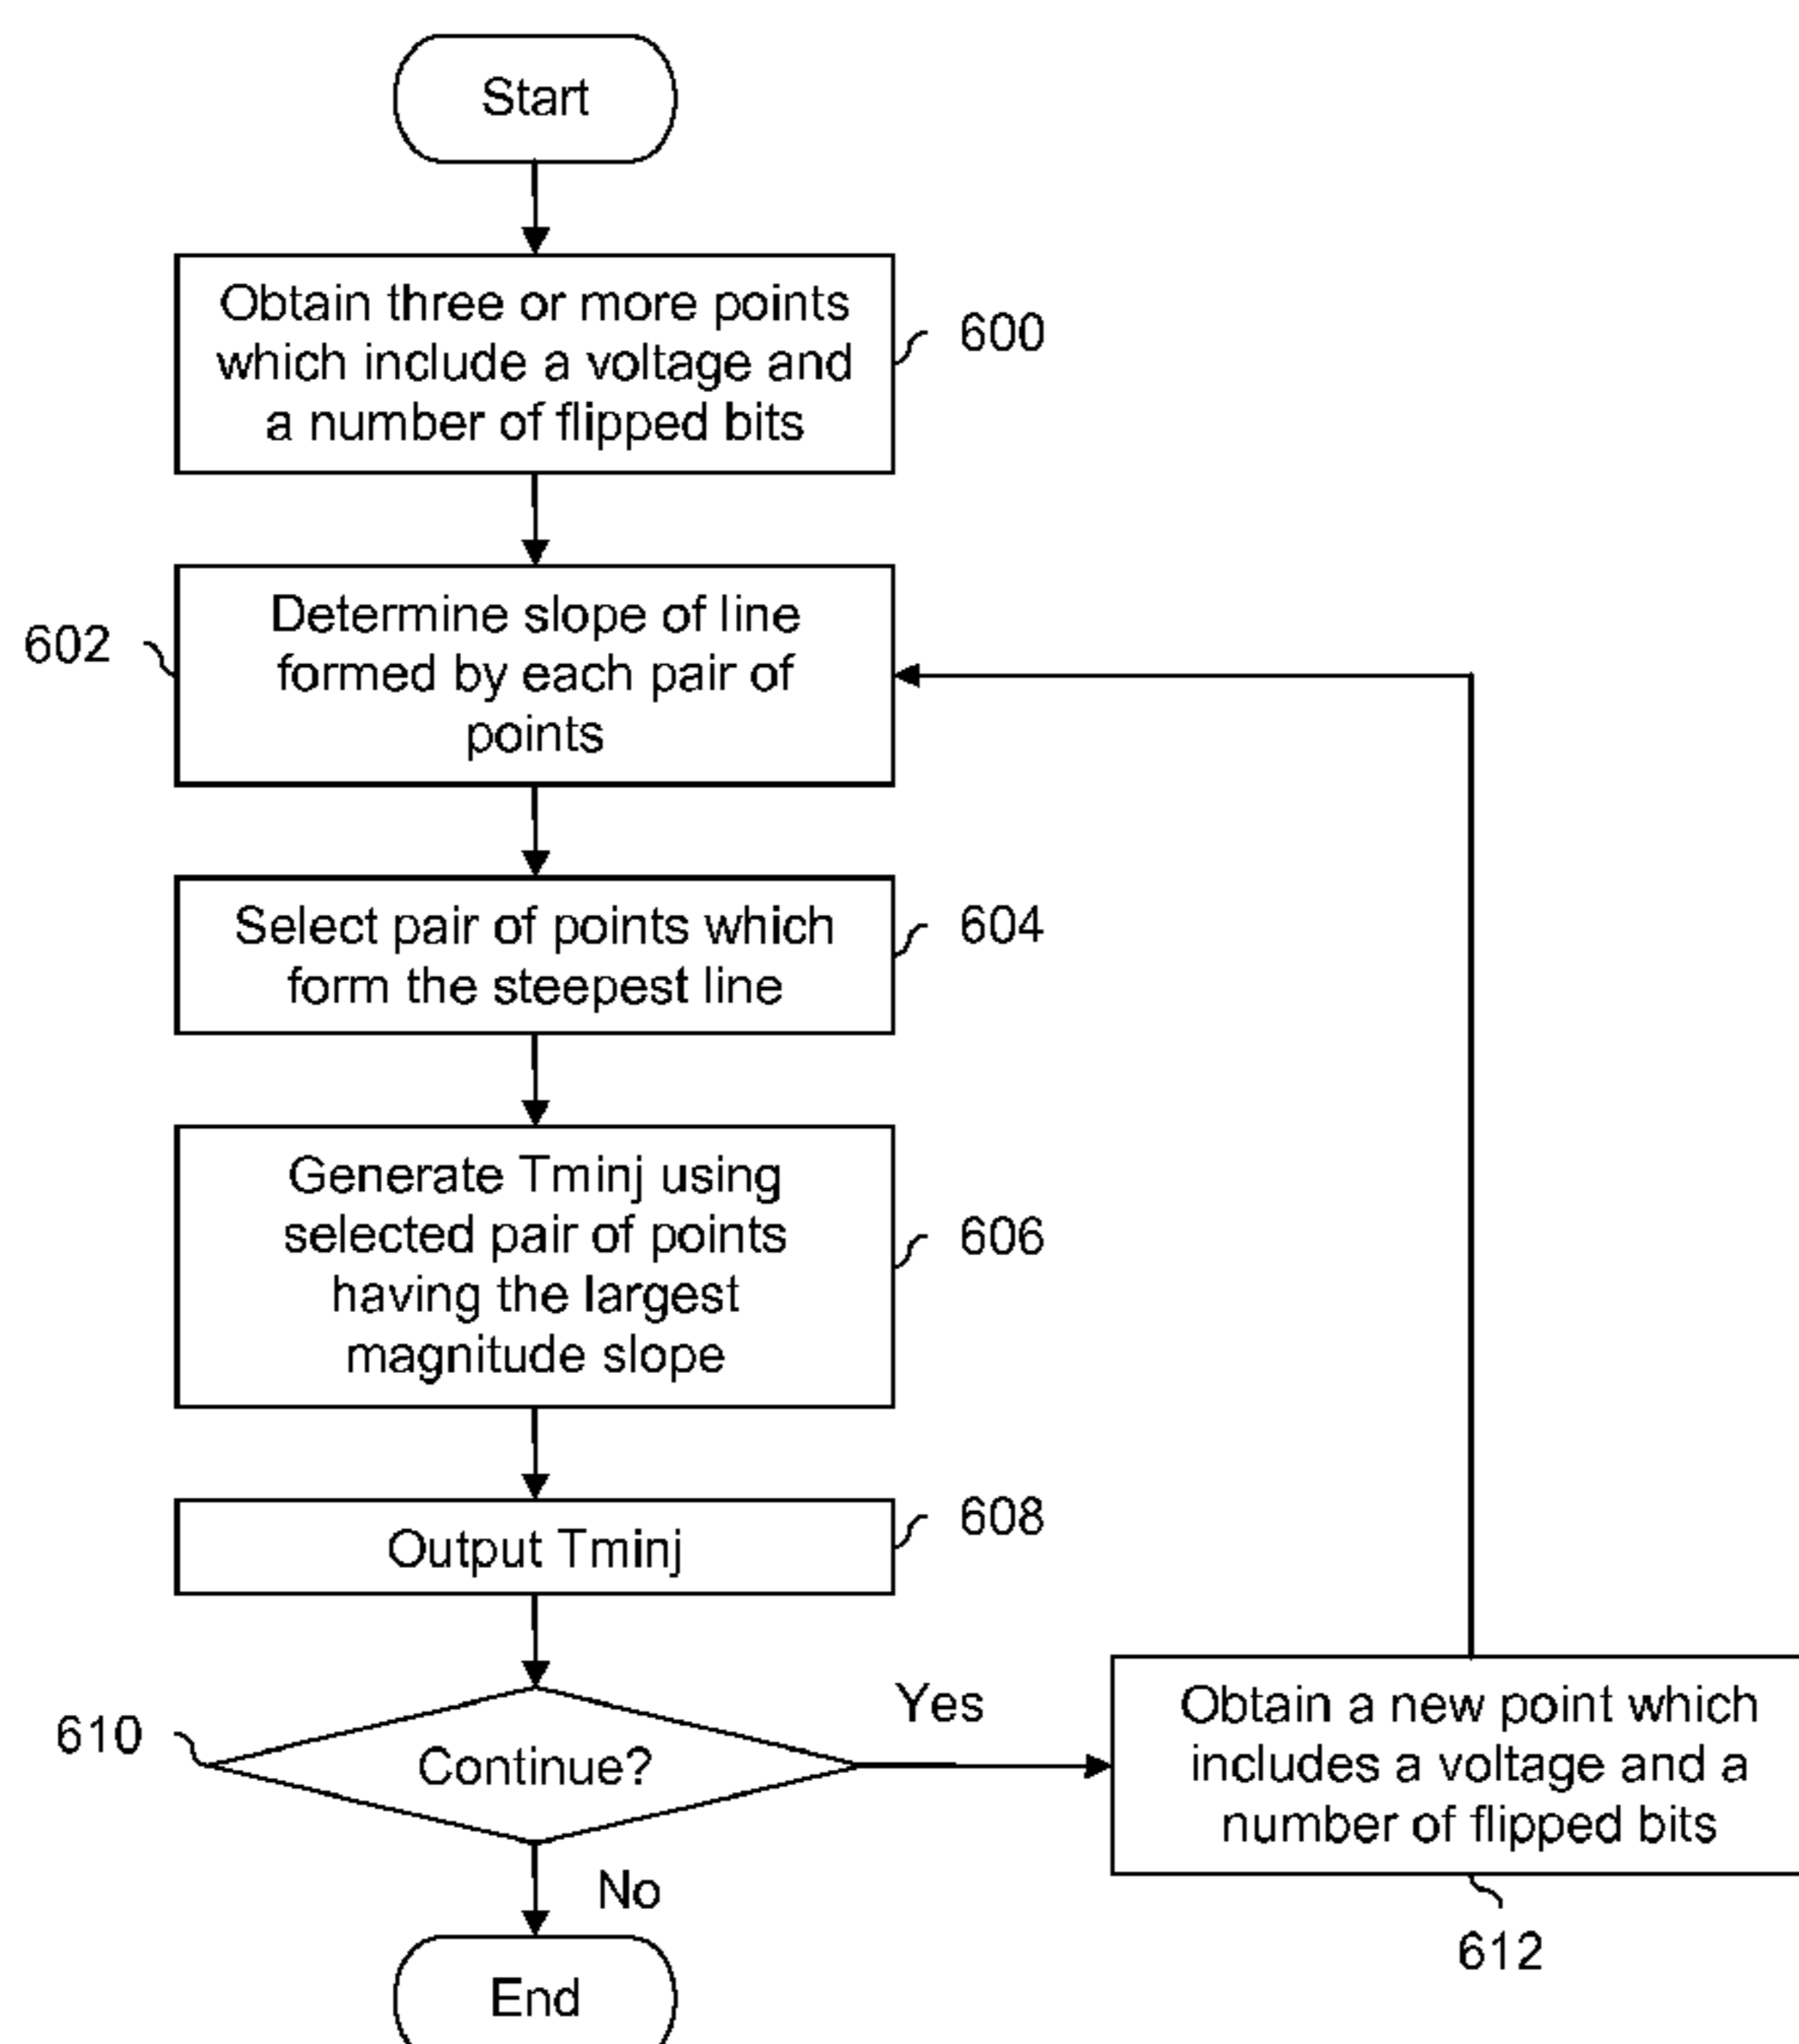 Start
Obtain three or more points
which include a voltage and
a number of flipped bits
600
602
Determine slope of line
formed by each pair of
points
Select pair of points which
form the steepest line
604
Generate Tminj using
selected pair of points
having the largest
magnitude slope
606
Output Tminj
608
610
Continue?
Yes
Obtain a new point which
includes a voltage and a
number of flipped bits
612
No
End